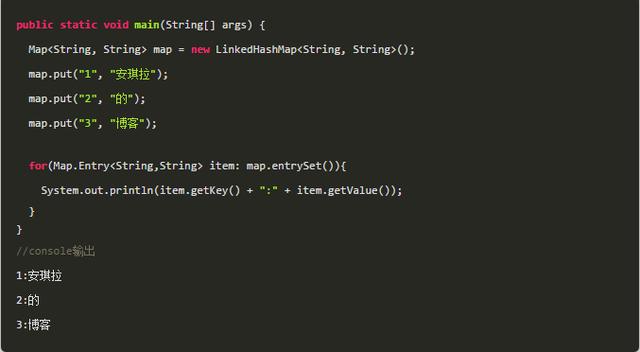 public static void main(String[] args) {
Map<String, String> map = new LinkedHashMap<String, String>();
map.put("1", "安琪拉");
map.put("2", "的");
map.put("3", "博客");
for(Map.Entry<String,String> item: map.entrySet()){
System.out.println(item.getKey() + ":" + item.getValue());
}
}
//console输出
1:安琪拉
2:的
3:博客